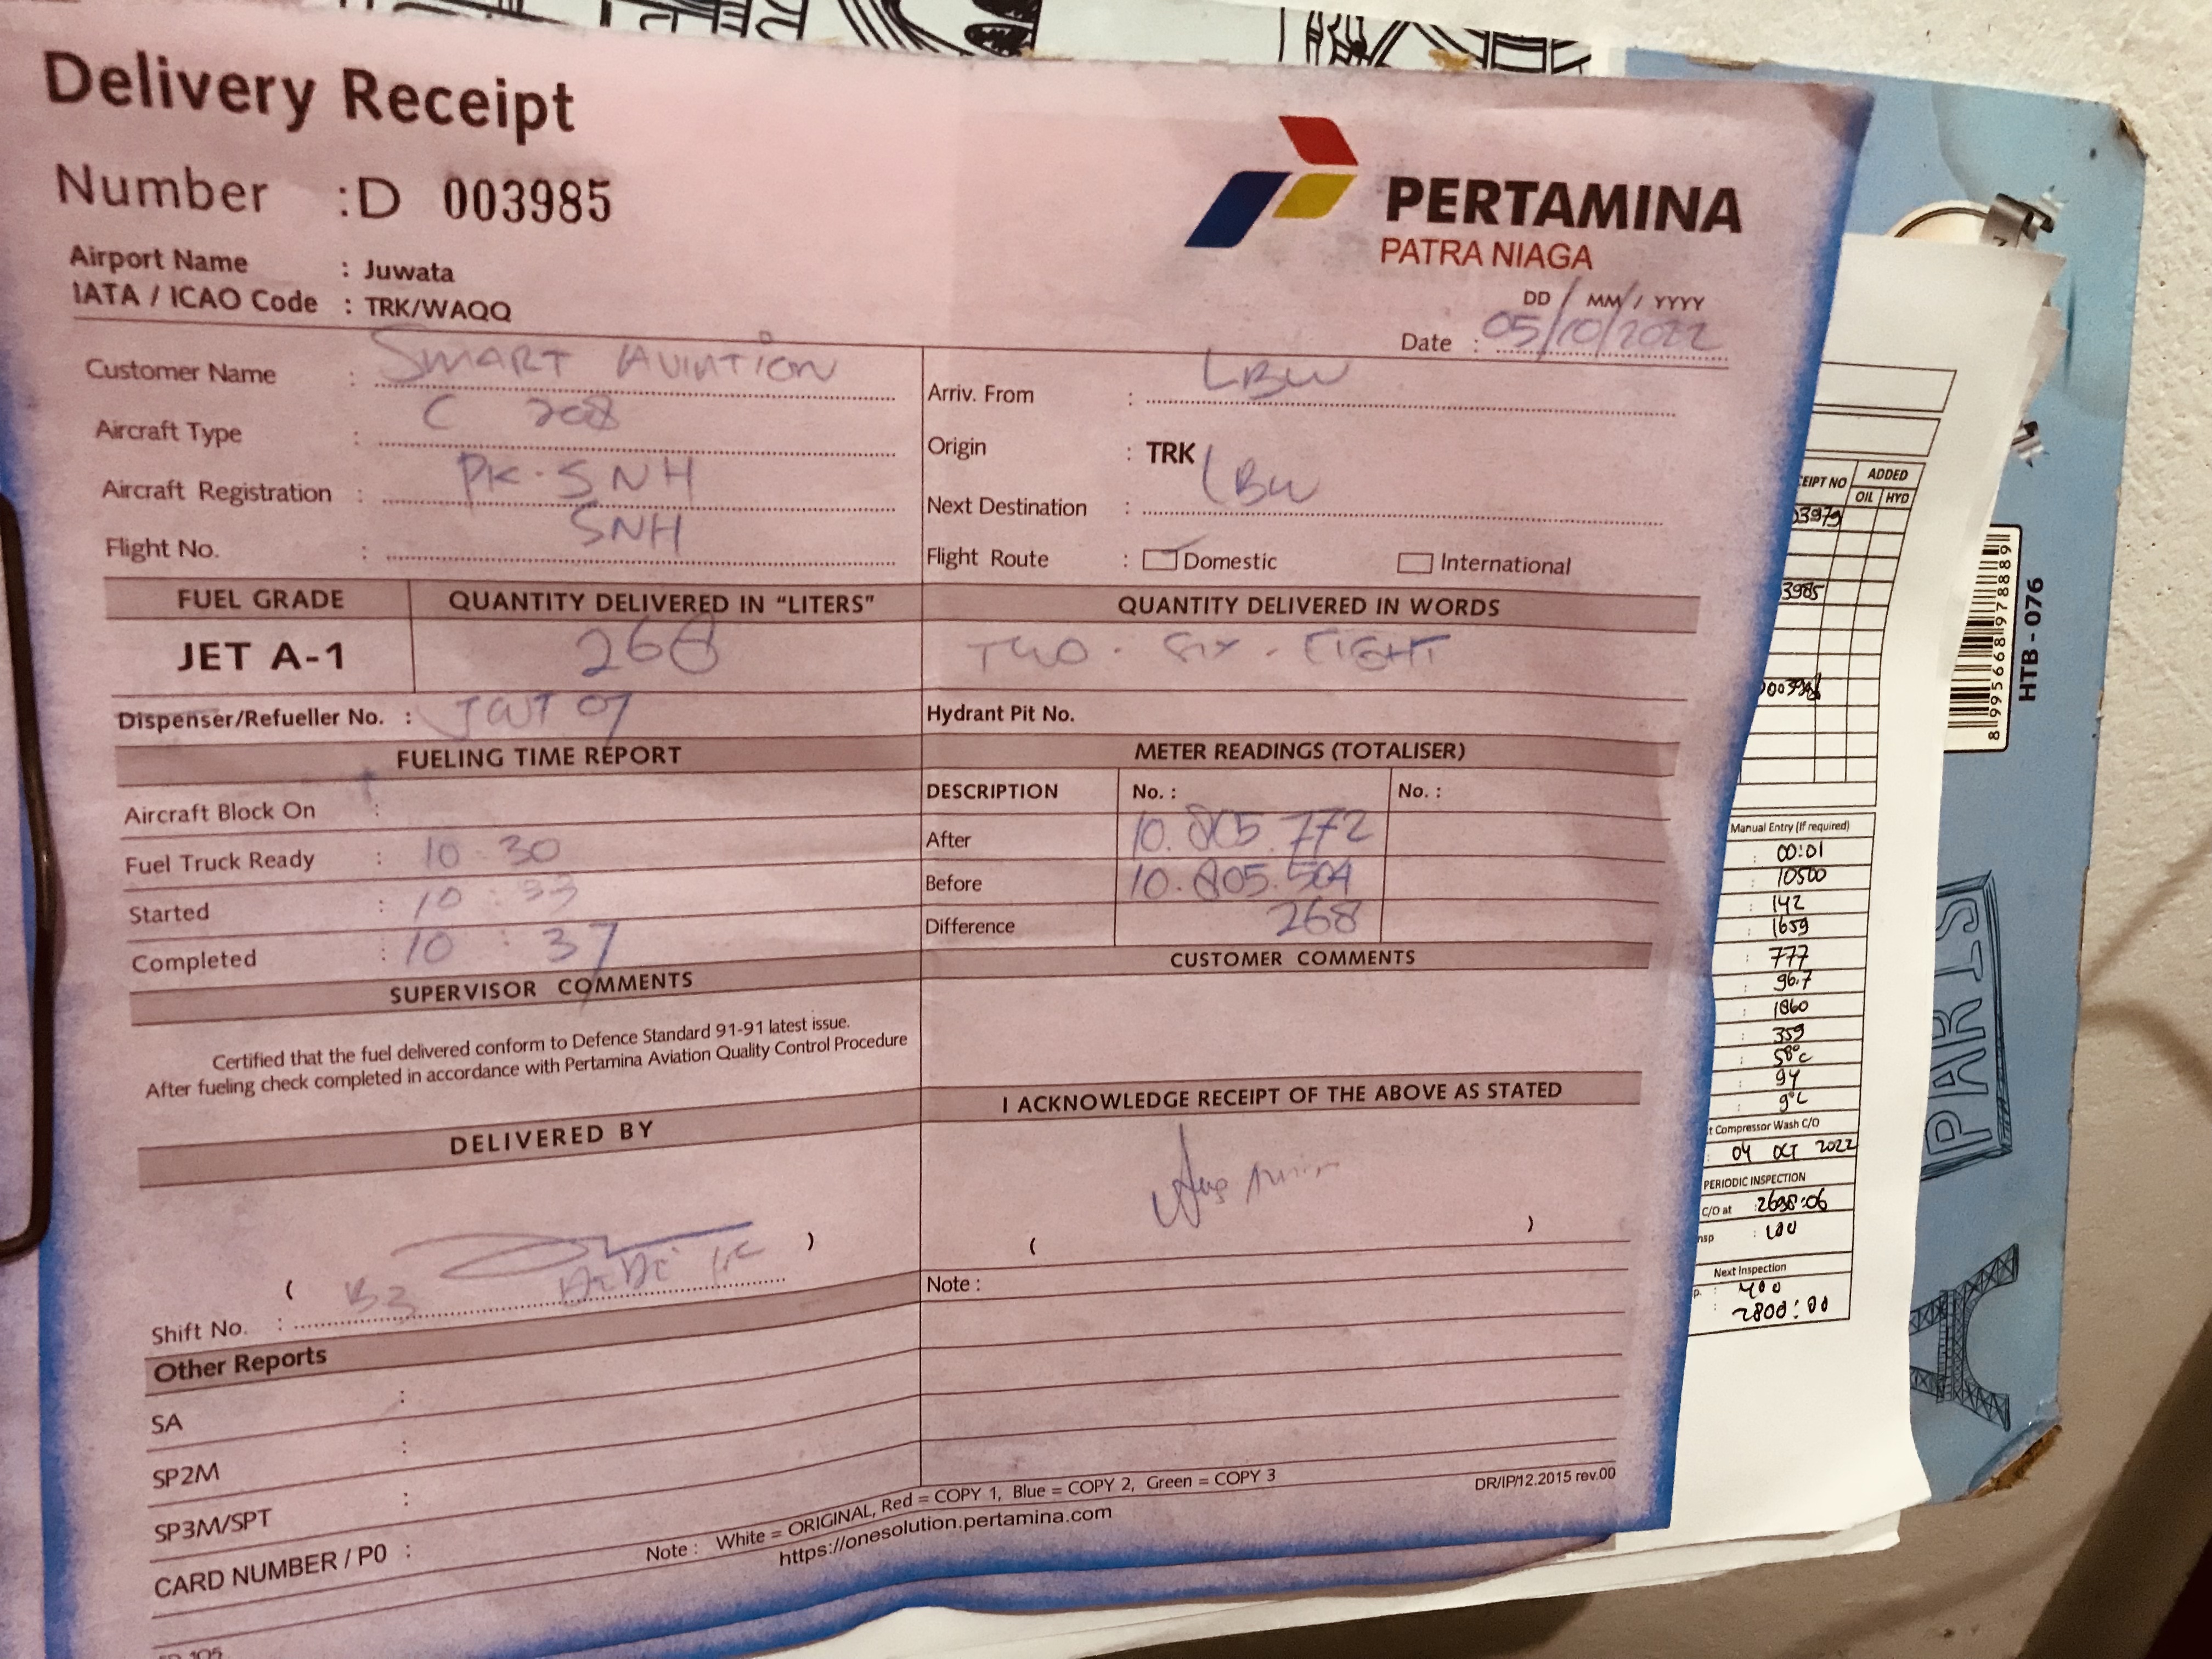 Delivery Receipt
Number : D 003985
PERTAMINA
PATRA NIAGA
Airport Name : Juwata
IATA / ICAO Code : TRK/WAQQ
DD / MM / YYYY
Date : 05/10/2022
Customer Name : SMART AVIATION
Aircraft Type : C 208
Aircraft Registration : PK-SNH
Flight No. : SNH
Arriv. From : LBW
Origin : TRK
Next Destination : LBW
Flight Route : Domestic International
FUEL GRADE QUANTITY DELIVERED IN "LITERS" QUANTITY DELIVERED IN WORDS
JET A-1 268 TWO . SIX . EIGHT
Dispenser/Refueller No. : JWT 07 Hydrant Pit No.
FUELING TIME REPORT
Aircraft Block On :
Fuel Truck Ready : 10 : 30
Started : 10 : 33
Completed : 10 : 37
METER READINGS (TOTALISER)
DESCRIPTION No. : No. :
After 10.805.772
Before 10.805.504
Difference 268
SUPERVISOR COMMENTS
Certified that the fuel delivered conform to Defence Standard 91-91 latest issue.
After fueling check completed in accordance with Pertamina Aviation Quality Control Procedure
CUSTOMER COMMENTS
I ACKNOWLEDGE RECEIPT OF THE ABOVE AS STATED
DELIVERED BY
( B3 )
( )
Shift No. :
Note :
Other Reports
SA :
SP2M :
SP3M/SPT :
CARD NUMBER / P0 :
Note : White = ORIGINAL, Red = COPY 1, Blue = COPY 2, Green = COPY 3
https://onesolution.pertamina.com
DR/IP/12.2015 rev.00
EIPT NO ADDED
OIL HYD
03979
3985
Manual Entry (If required)
: 00:01
: 10500
: 142
: 1659
: 777
: 96.7
: 1860
: 359
: 58°C
: 94
: 9°C
t Compressor Wash C/O
: 04 OCT 2022
PERIODIC INSPECTION
C/O at : 2698:06
nsp : 100
Next Inspection
p. : 400
: 2800:00
8995668978889
HTB - 076
PARIS